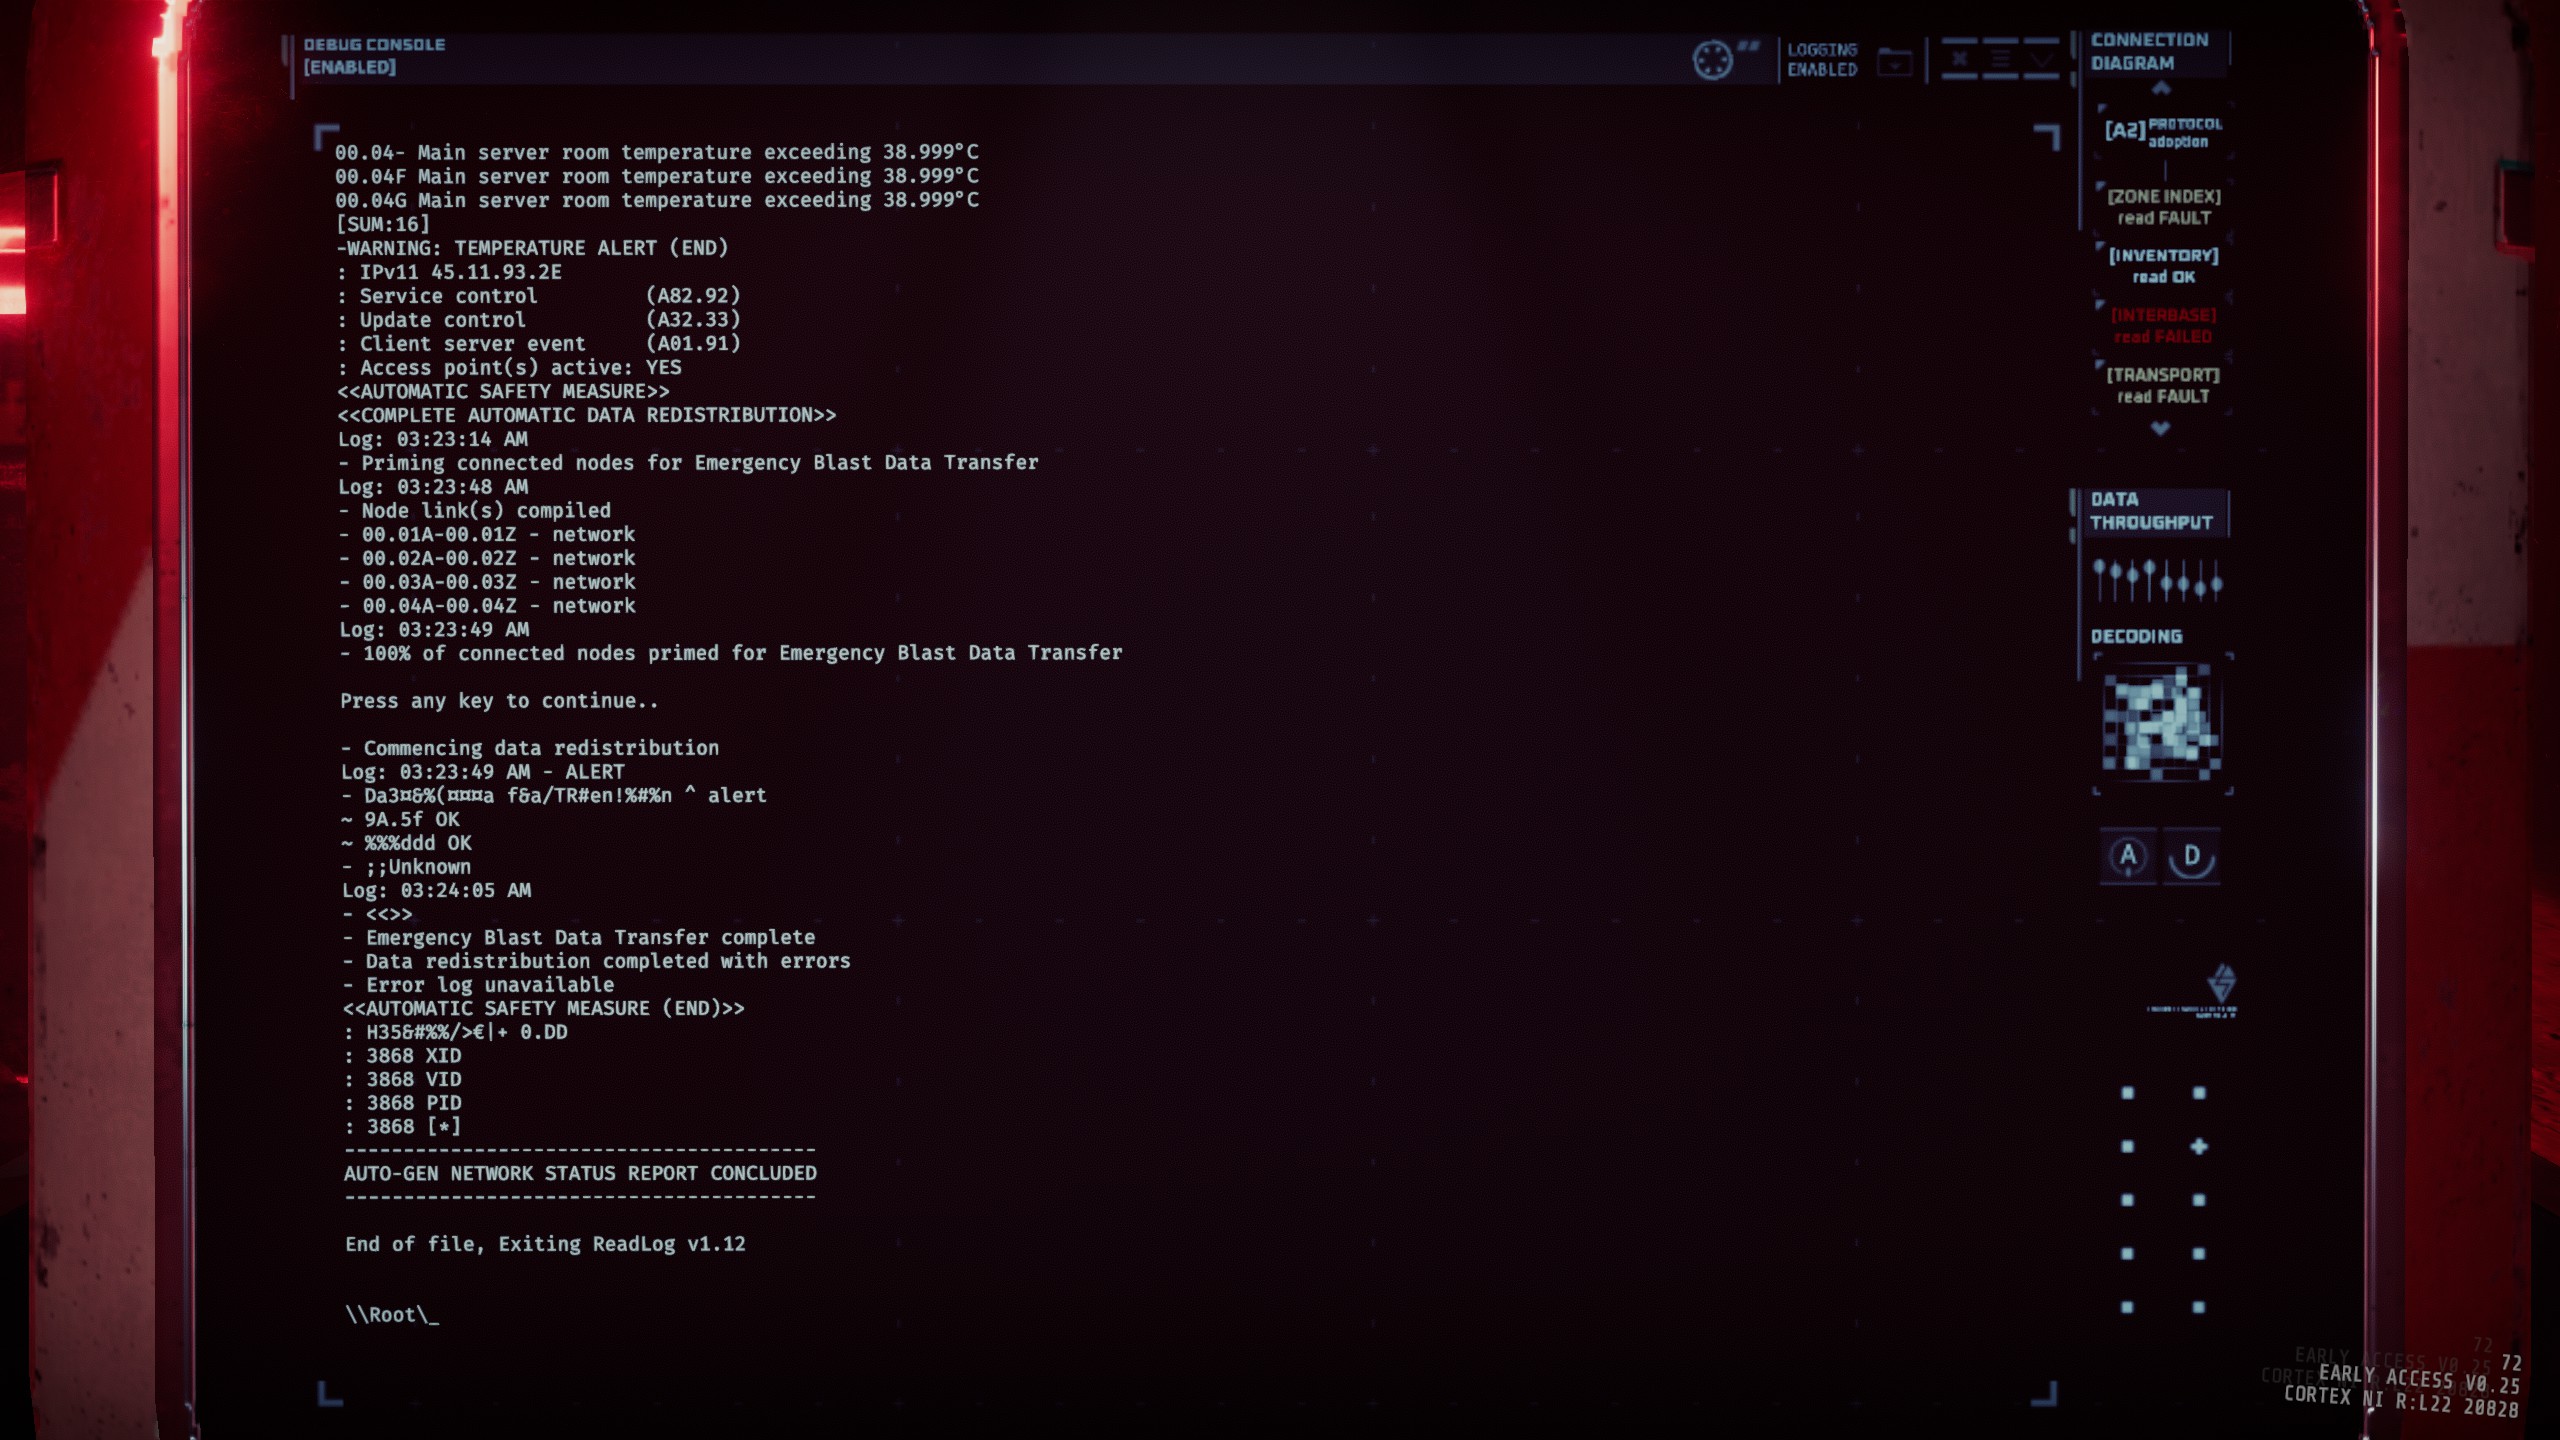 DEBUG CONSOLE
[ENABLED]
LOGGING
ENABLED
00.04- Main server room temperature exceeding 38.999°C
00.04F Main server room temperature exceeding 38.999°C
00.04G Main server room temperature exceeding 38.999°C
[SUM:16]
-WARNING: TEMPERATURE ALERT (END)
: IPv11 45.11.93.2E
: Service control (A82.92)
: Update control (A32.33)
: Client server event (A01.91)
: Access point(s) active: YES
<<AUTOMATIC SAFETY MEASURE>>
<<COMPLETE AUTOMATIC DATA REDISTRIBUTION>>
Log: 03:23:14 AM
- Priming connected nodes for Emergency Blast Data Transfer
Log: 03:23:48 AM
- Node link(s) compiled
- 00.01A-00.01Z - network
- 00.02A-00.02Z - network
- 00.03A-00.03Z - network
- 00.04A-00.04Z - network
Log: 03:23:49 AM
- 100% of connected nodes primed for Emergency Blast Data Transfer
Press any key to continue..
- Commencing data redistribution
Log: 03:23:49 AM - ALERT
- Da3¤&%(¤¤¤a f&a/TR#en!%#%n ^ alert
~ 9A.5f OK
~ %%%ddd OK
- ;;Unknown
Log: 03:24:05 AM
- <<>>
- Emergency Blast Data Transfer complete
- Data redistribution completed with errors
- Error log unavailable
<<AUTOMATIC SAFETY MEASURE (END)>>
: H35&#%%/>€|+ 0.DD
: 3868 XID
: 3868 VID
: 3868 PID
: 3868 [*]
----------------------------------------
AUTO-GEN NETWORK STATUS REPORT CONCLUDED
----------------------------------------
End of file, Exiting ReadLog v1.12
\\Root\_
CONNECTION
DIAGRAM
[A2] PROTOCOL
adoption
[ZONE INDEX]
read FAULT
[INVENTORY]
read OK
[INTERBASE]
read FAILED
[TRANSPORT]
read FAULT
DATA
THROUGHPUT
DECODING
A D
72
EARLY ACCESS V0.25
CORTEX NI R:L22 20828